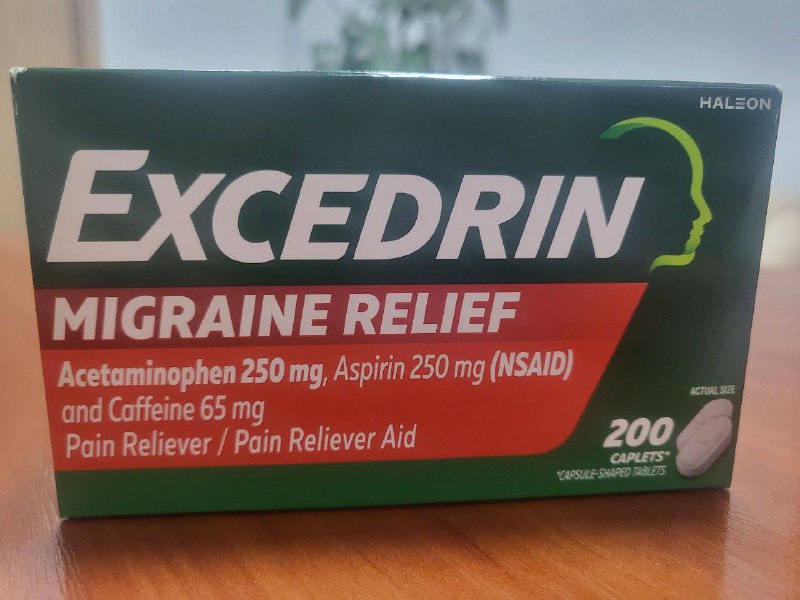 HALEON
EXCEDRIN
MIGRAINE RELIEF
Acetaminophen 250 mg, Aspirin 250 mg (NSAID)
and Caffeine 65 mg
Pain Reliever / Pain Reliever Aid
ACTUAL SIZE
200
CAPLETS*
*CAPSULE-SHAPED TABLETS